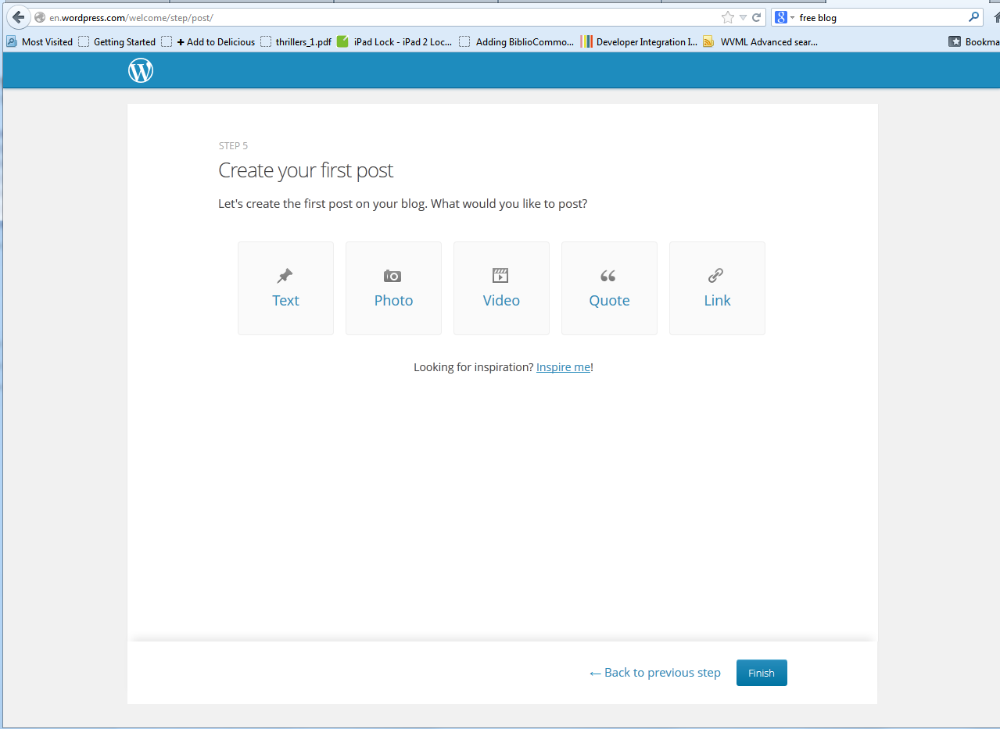 en.wordpress.com/welcome/step/post/ free blog
Most Visited Getting Started + Add to Delicious thrillers_1.pdf iPad Lock - iPad 2 Loc... Adding BiblioCommo... Developer Integration I... WVML Advanced sear... Bookma
STEP 5
Create your first post
Let's create the first post on your blog. What would you like to post?
Text Photo Video Quote Link
Looking for inspiration? Inspire me!
← Back to previous step Finish